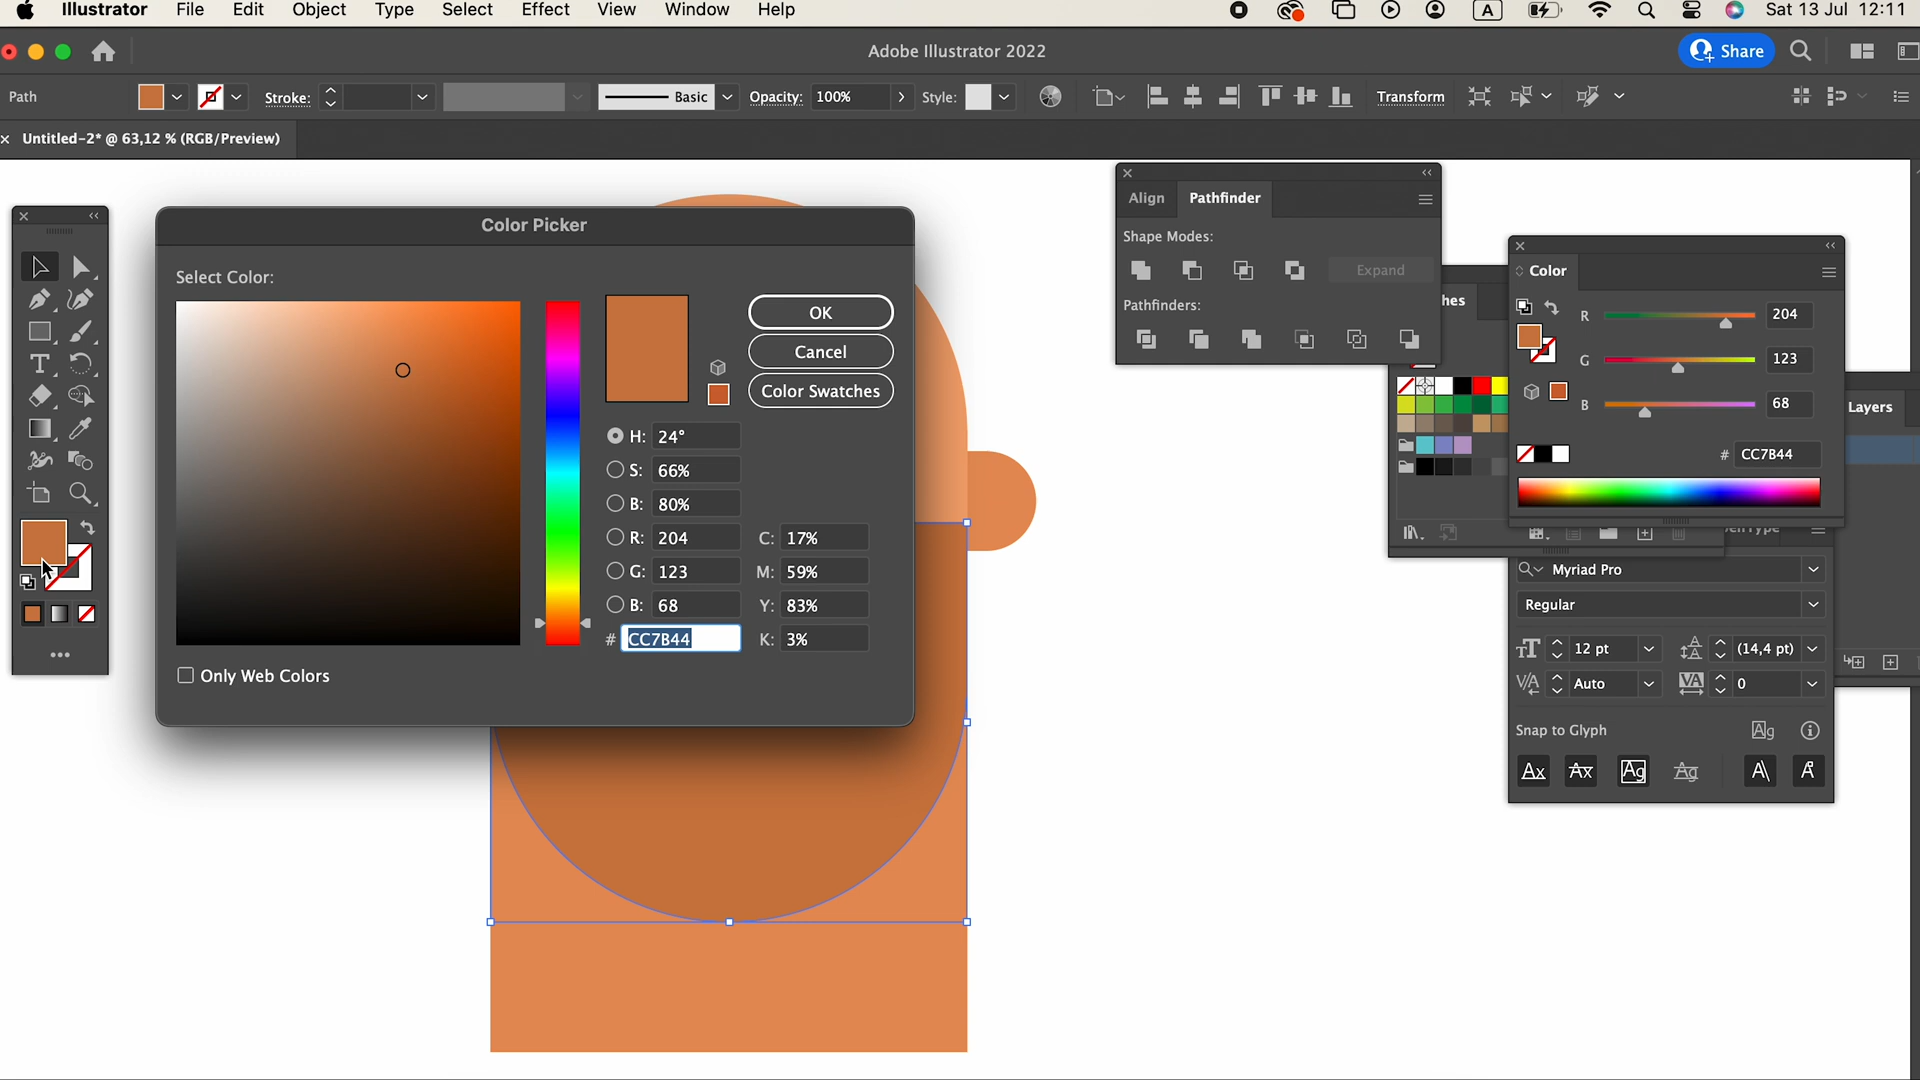 Illustrator File Edit Object Type Select Effect View Window Help A Sat 13 Jul 12:11
Adobe Illustrator 2022 Share
Path Stroke: Basic Opacity: 100% Style: Transform
Untitled-2* @ 63,12 % (RGB/Preview)
Color Picker
Select Color:
OK
Cancel
Color Swatches
H: 24°
S: 66%
B: 80%
R: 204 C: 17%
G: 123 M: 59%
B: 68 Y: 83%
# CC7B44 K: 3%
Only Web Colors
T
Align Pathfinder
Shape Modes:
Expand
Pathfinders:
hes
Color
R 204
G 123
B 68
# CC7B44
Layers
Myriad Pro
Regular
12 pt (14,4 pt)
Auto 0
Snap to Glyph